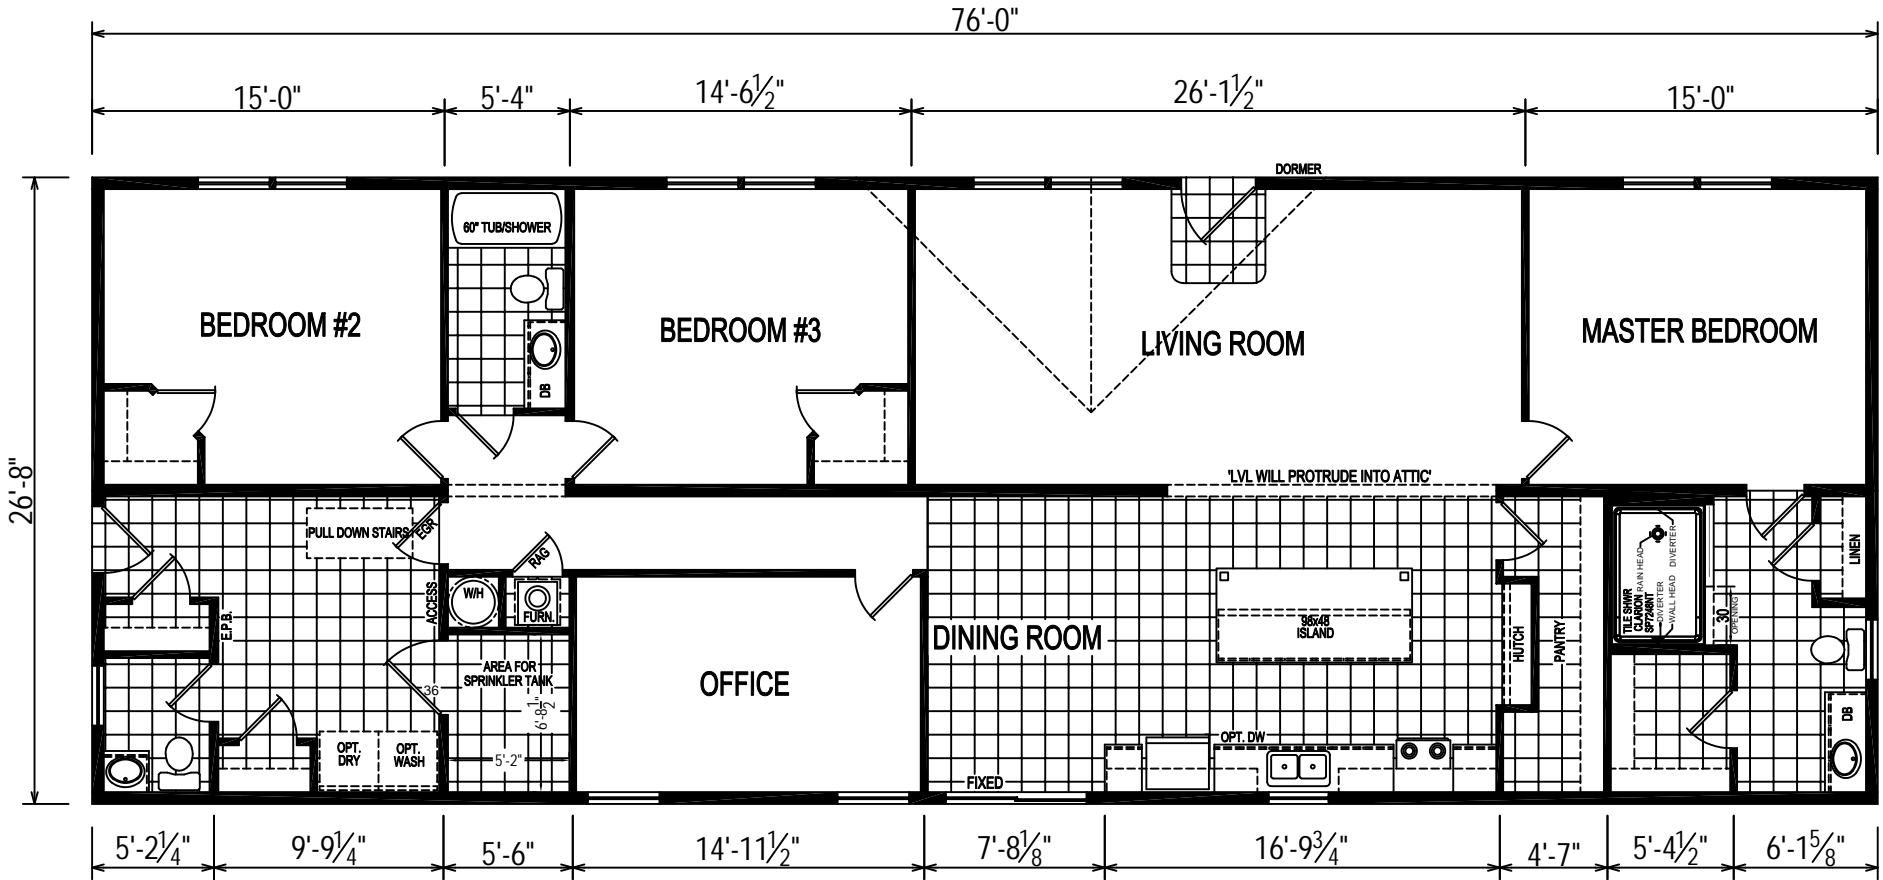 76'-0"
15'-0"
5'-4"
14'-6½"
26'-1½"
15'-0"
DORMER
60" TUB/SHOWER
BEDROOM #2
BEDROOM #3
LIVING ROOM
MASTER BEDROOM
DB
26'-8"
'LVL WILL PROTRUDE INTO ATTIC'
PULL DOWN STAIRS
EGR
RAG
W/H
FURN.
ACCESS
E.P.B.
AREA FOR
SPRINKLER TANK
36
6'-8½"
5'-2"
OPT.
DRY
OPT.
WASH
OFFICE
DINING ROOM
98x48
ISLAND
HUTCH
PANTRY
TILE SHWR
CLARION
SP7248NT
RAIN HEAD
DIVERTER
WALL HEAD
DIVERTER
30
OPENING
LINEN
DB
OPT. DW
FIXED
5'-2¼"
9'-9¼"
5'-6"
14'-11½"
7'-8⅛"
16'-9¾"
4'-7"
5'-4½"
6'-1⅝"